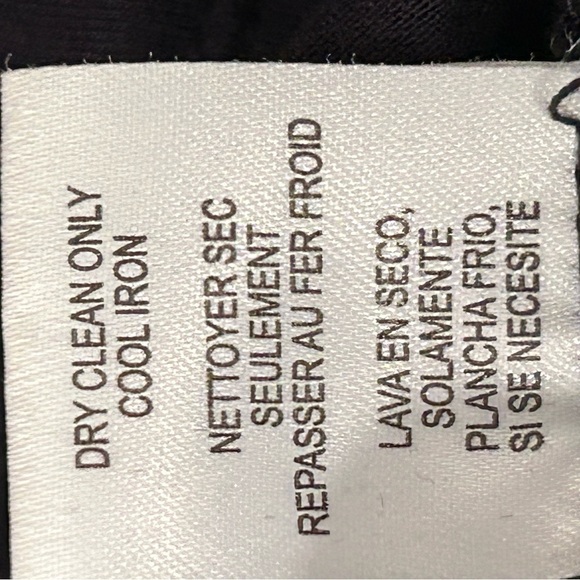 DRY CLEAN ONLY
COOL IRON
NETTOYER SEC
SEULEMENT
REPASSER AU FER FROID
LAVA EN SECO,
SOLAMENTE
PLANCHA FRIO,
SI SE NECESITE